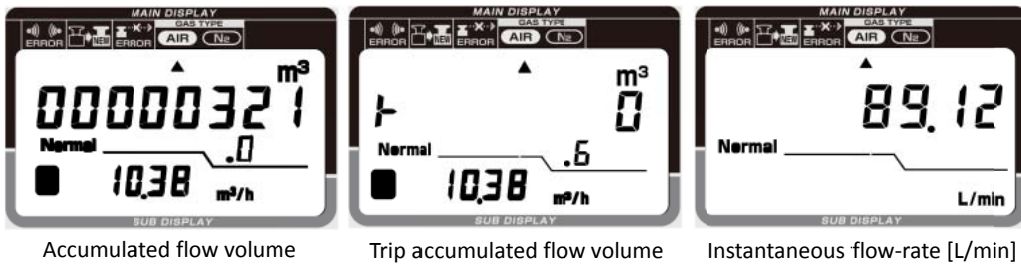 MAIN DISPLAY
ERROR NEW ERROR GAS TYPE AIR N₂
m³
00000321
Normal .0
10.38 m³/h
SUB DISPLAY
Accumulated flow volume
MAIN DISPLAY
ERROR NEW ERROR GAS TYPE AIR N₂
m³
0
Normal .6
10.38 m³/h
SUB DISPLAY
Trip accumulated flow volume
MAIN DISPLAY
ERROR NEW ERROR GAS TYPE AIR N₂
89.12
Normal
L/min
SUB DISPLAY
Instantaneous flow-rate [L/min]